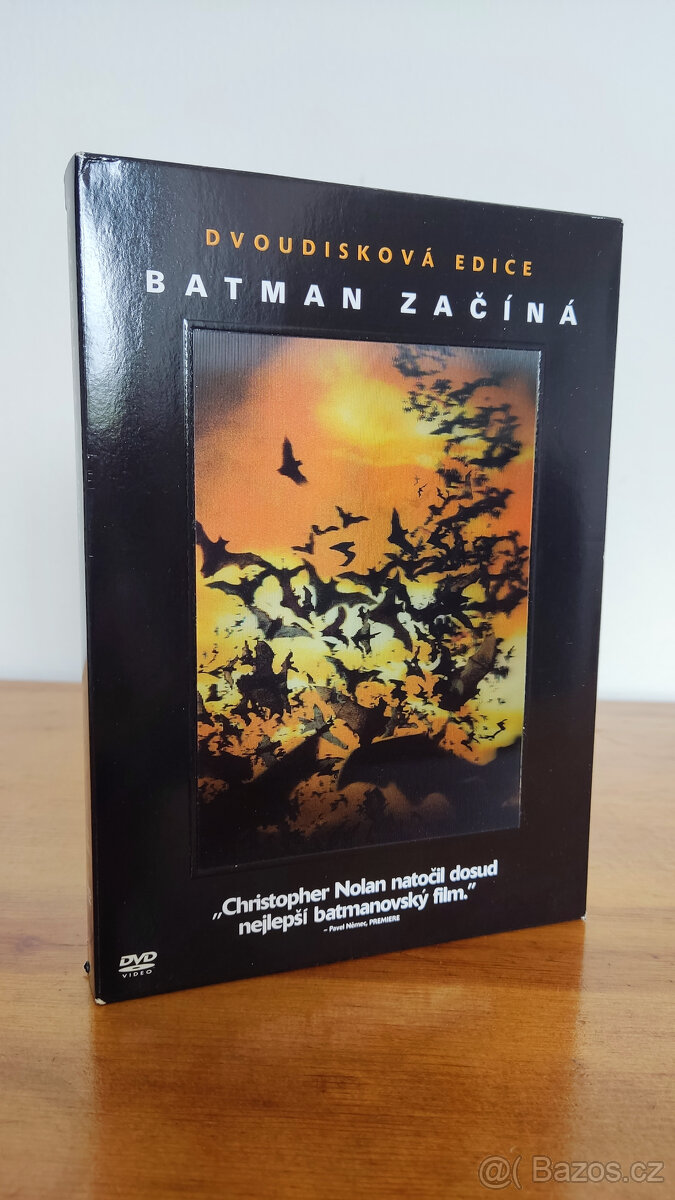 DVOUDISKOVÁ EDICE
BATMAN ZAČÍNÁ
„Christopher Nolan natočil dosud
nejlepší batmanovský film.”
– Pavel Němec, PREMIERE
DVD
VIDEO
@ Bazos.cz